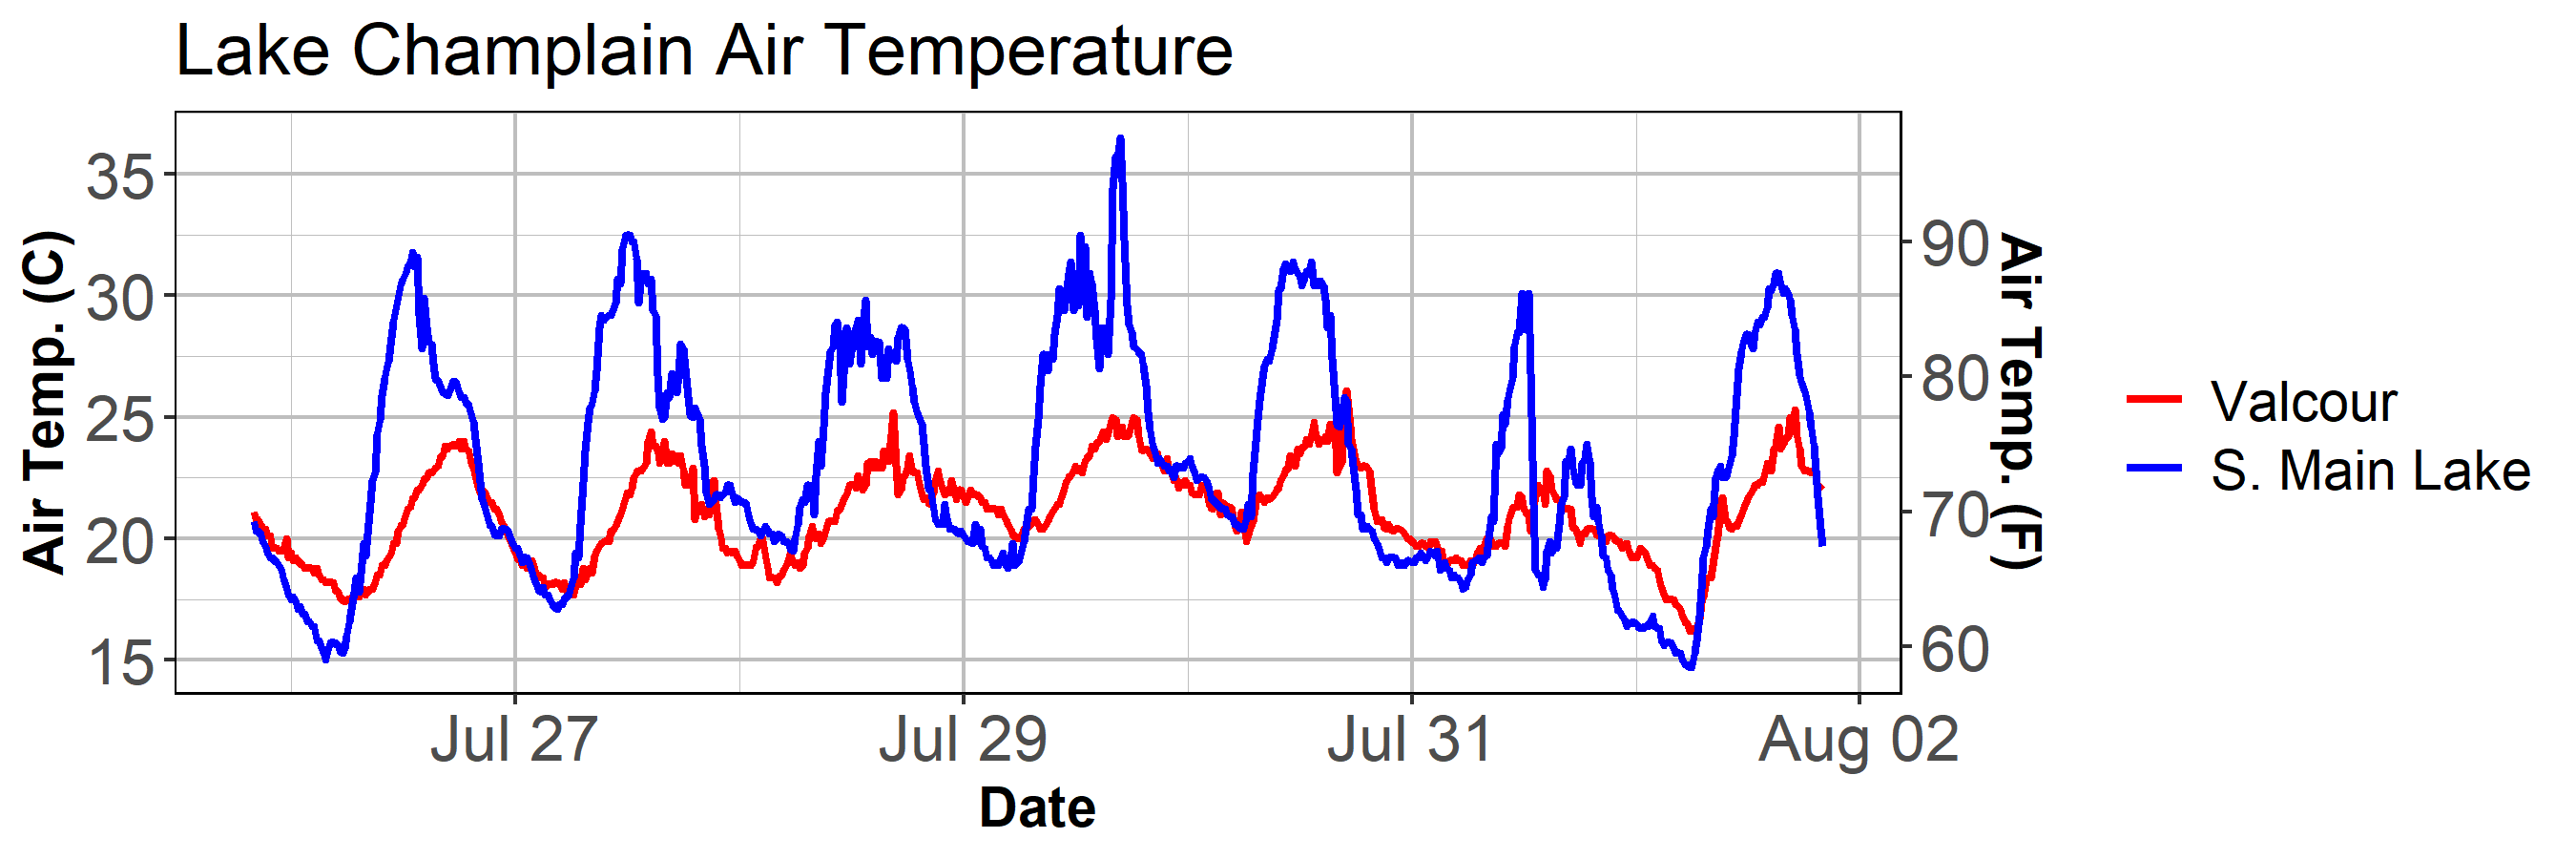 Lake Champlain Air Temperature
Air Temp. (C)
35
30
25
20
15
90
80
70
60
Air Temp. (F)
Jul 27
Jul 29
Jul 31
Aug 02
Date
Valcour
S. Main Lake